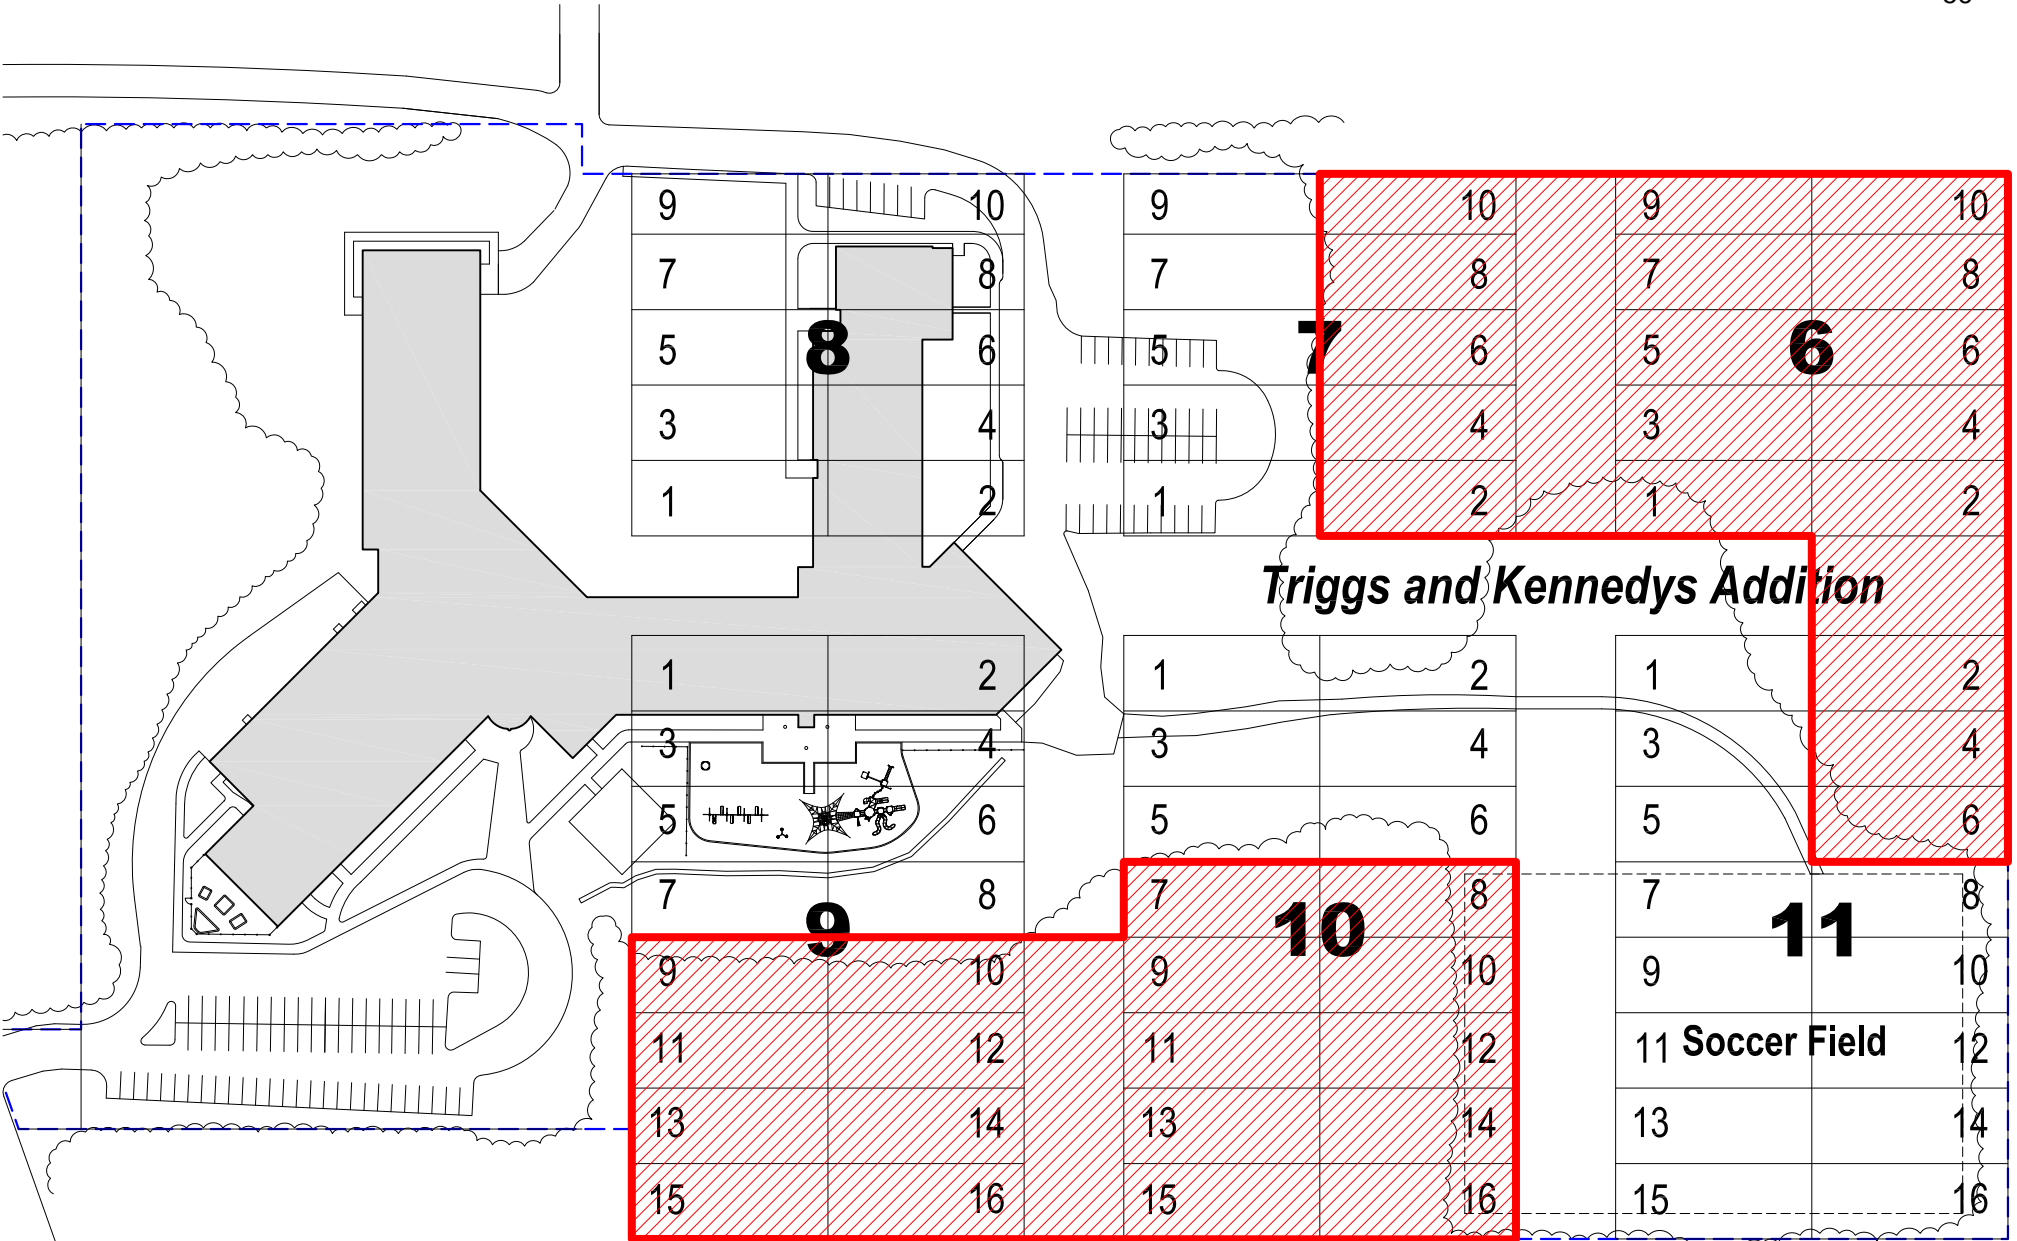 9 10 9 10 9 10
7 8 7 8 7 8
8 7 6
5 6 5 6 5 6
3 4 3 4 3 4
1 2 1 2 1 2
Triggs and Kennedys Addition
1 2 1 2 1 2
3 4 3 4 3 4
5 6 5 6 5 6
7 8 7 8 7 8
9 10 11
9 10 9 10 9 10
11 12 11 12 11 Soccer Field 12
13 14 13 14 13 14
15 16 15 16 15 16